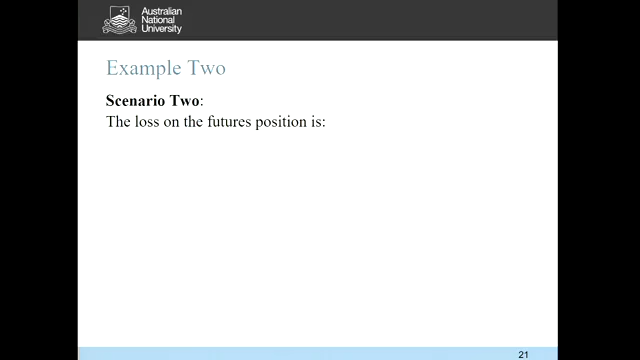 Australian
National
University
Example Two
Scenario Two:
The loss on the futures position is:
21